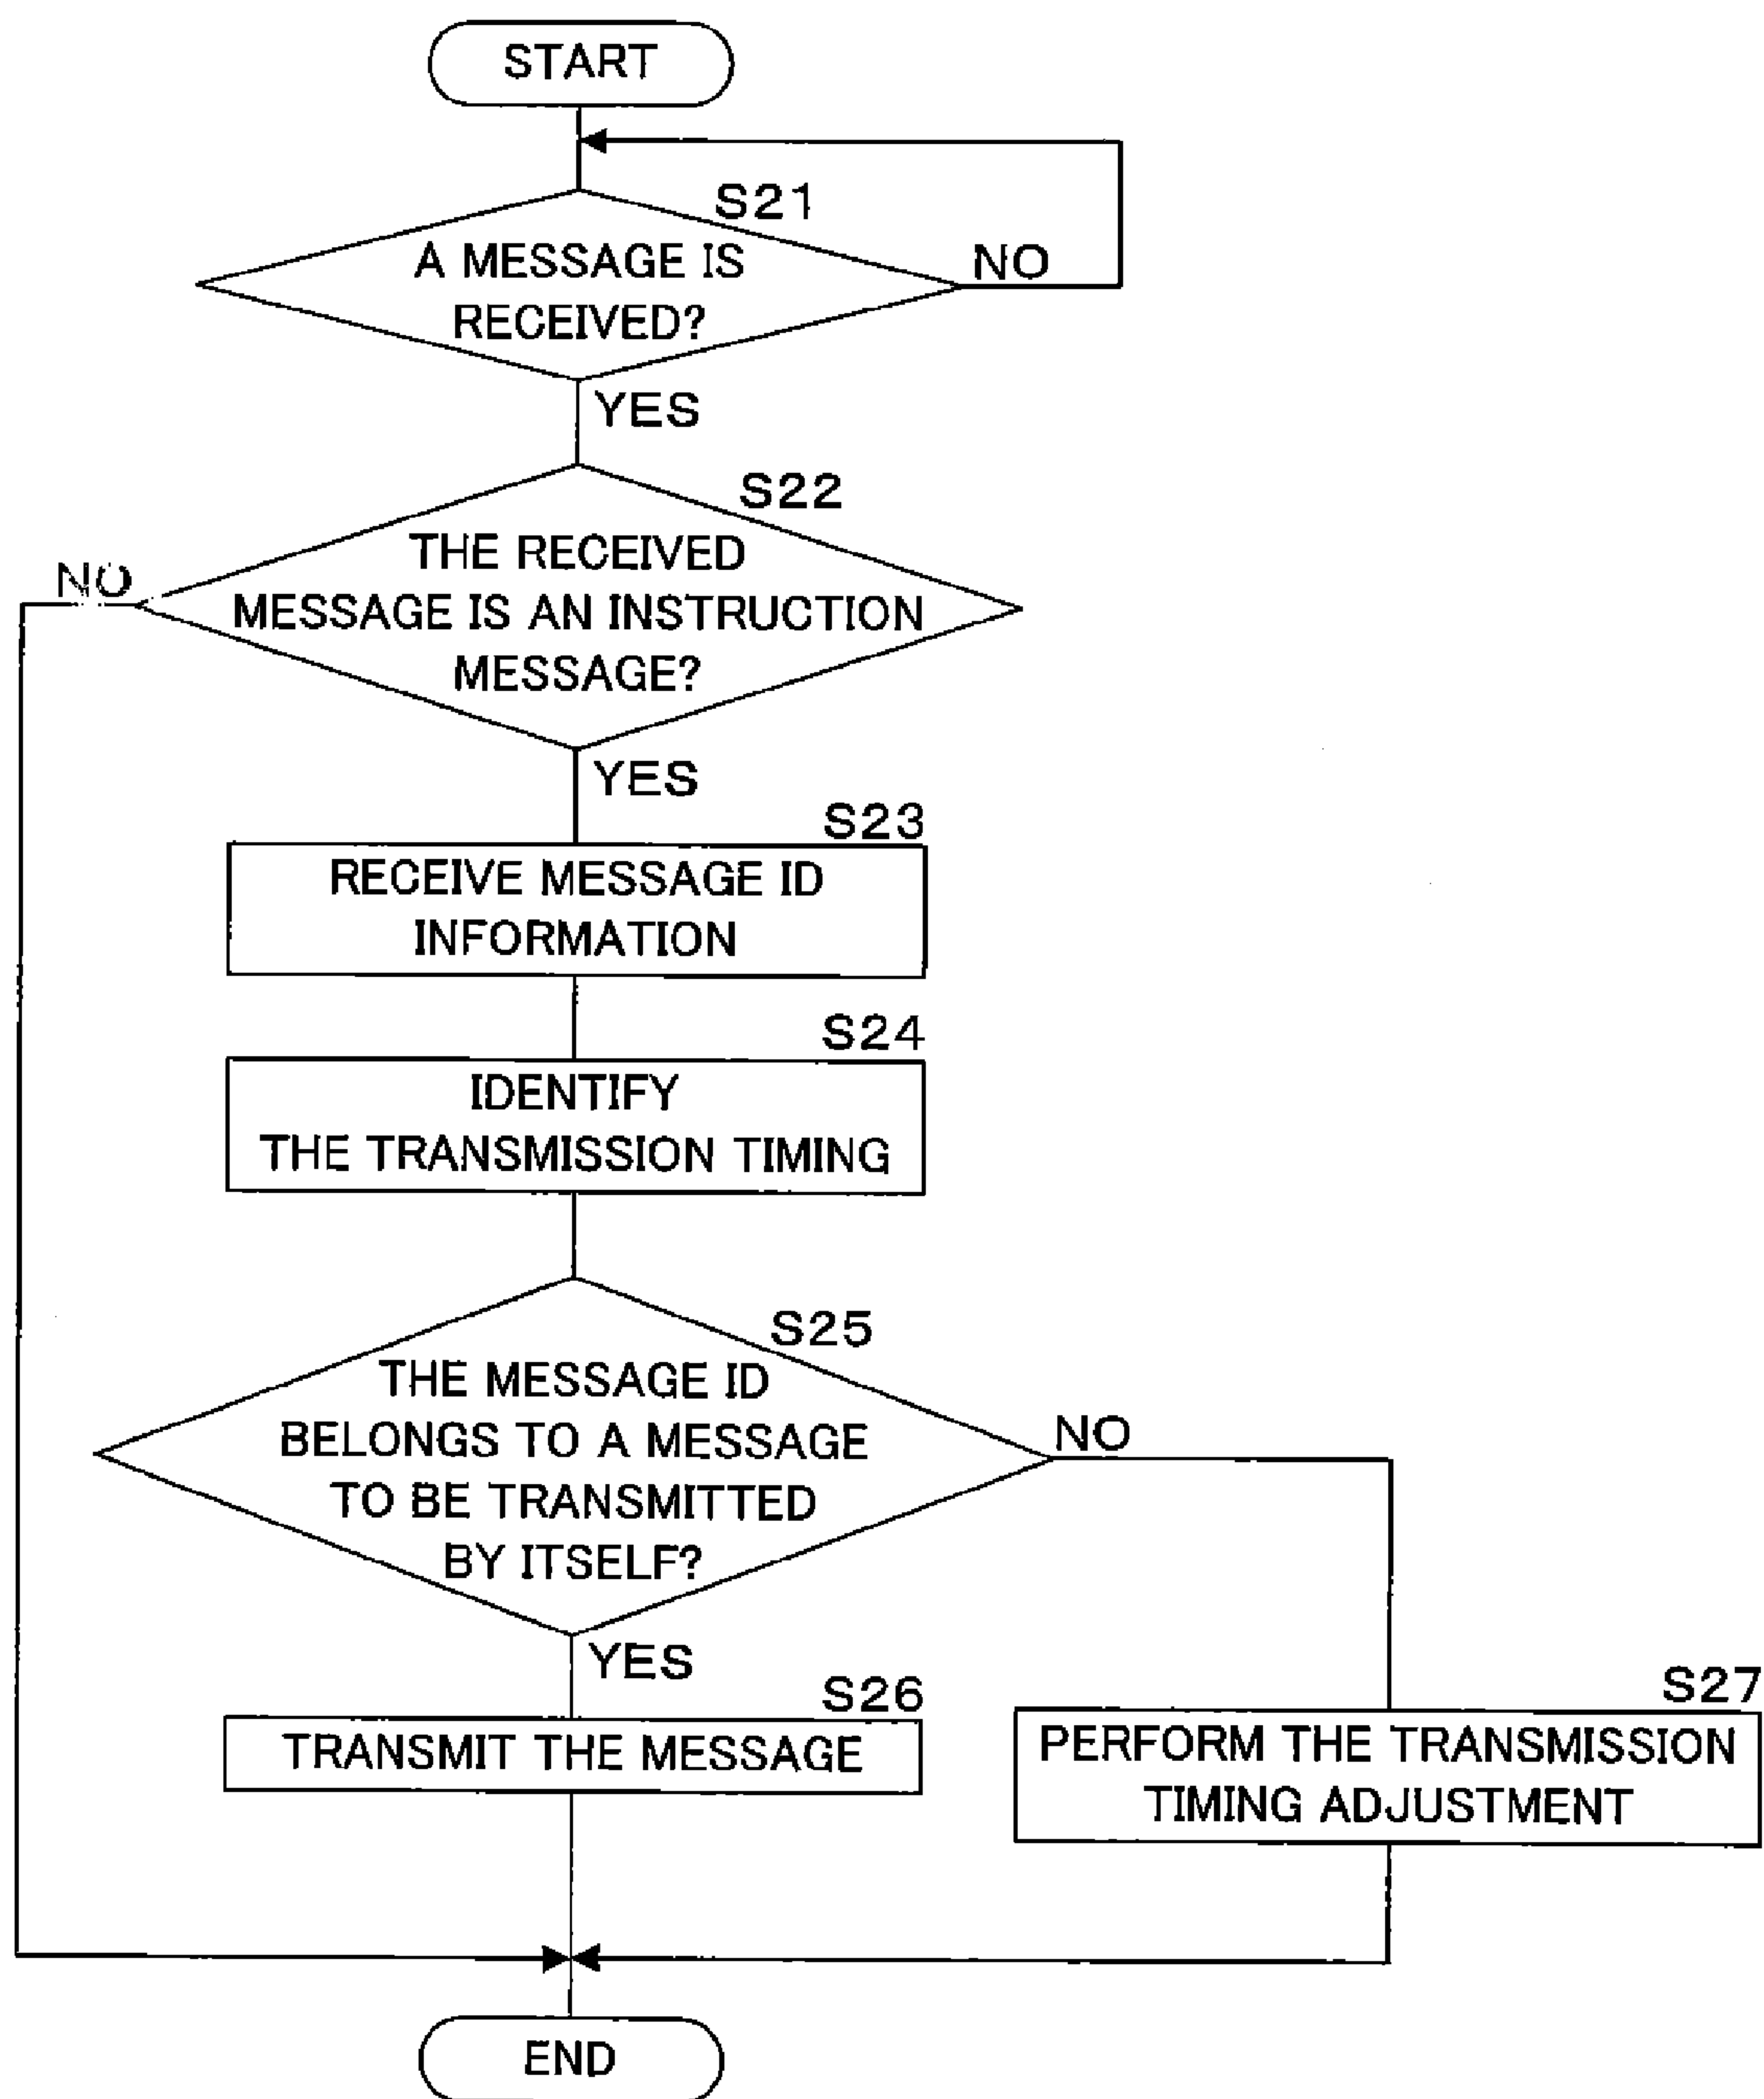 START
S21
A MESSAGE IS
RECEIVED?
NO
YES
S22
THE RECEIVED
MESSAGE IS AN INSTRUCTION
MESSAGE?
NO
YES
S23
RECEIVE MESSAGE ID
INFORMATION
S24
IDENTIFY
THE TRANSMISSION TIMING
S25
THE MESSAGE ID
BELONGS TO A MESSAGE
TO BE TRANSMITTED
BY ITSELF?
NO
YES
S26
TRANSMIT THE MESSAGE
S27
PERFORM THE TRANSMISSION
TIMING ADJUSTMENT
END